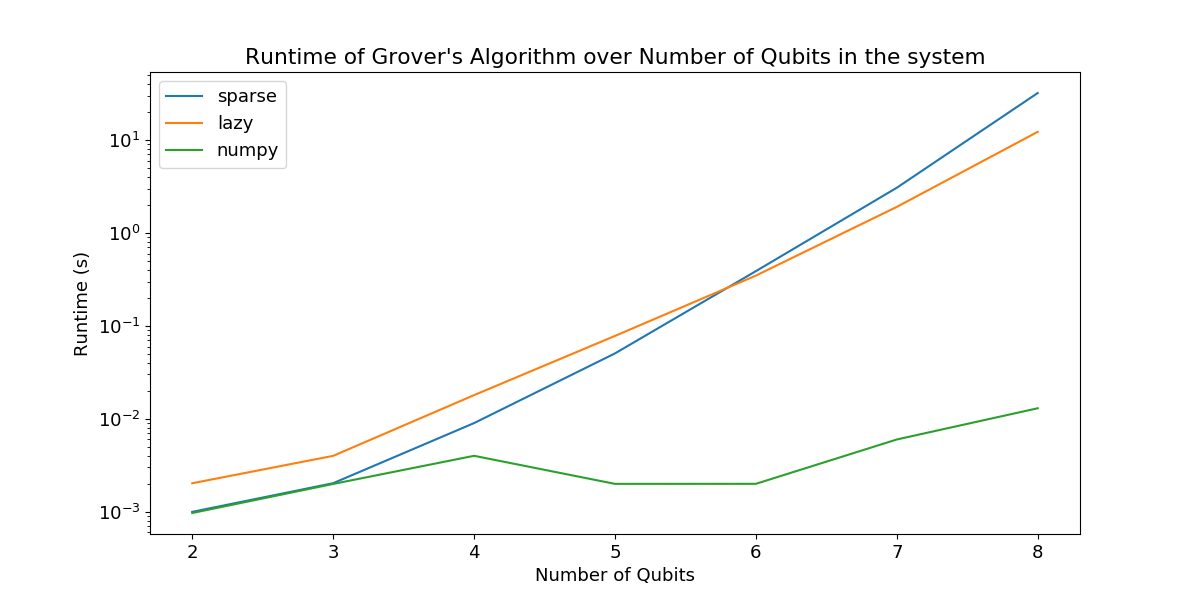 Runtime of Grover's Algorithm over Number of Qubits in the system
sparse
lazy
numpy
Runtime (s)
10¹
10⁰
10⁻¹
10⁻²
10⁻³
2 3 4 5 6 7 8
Number of Qubits